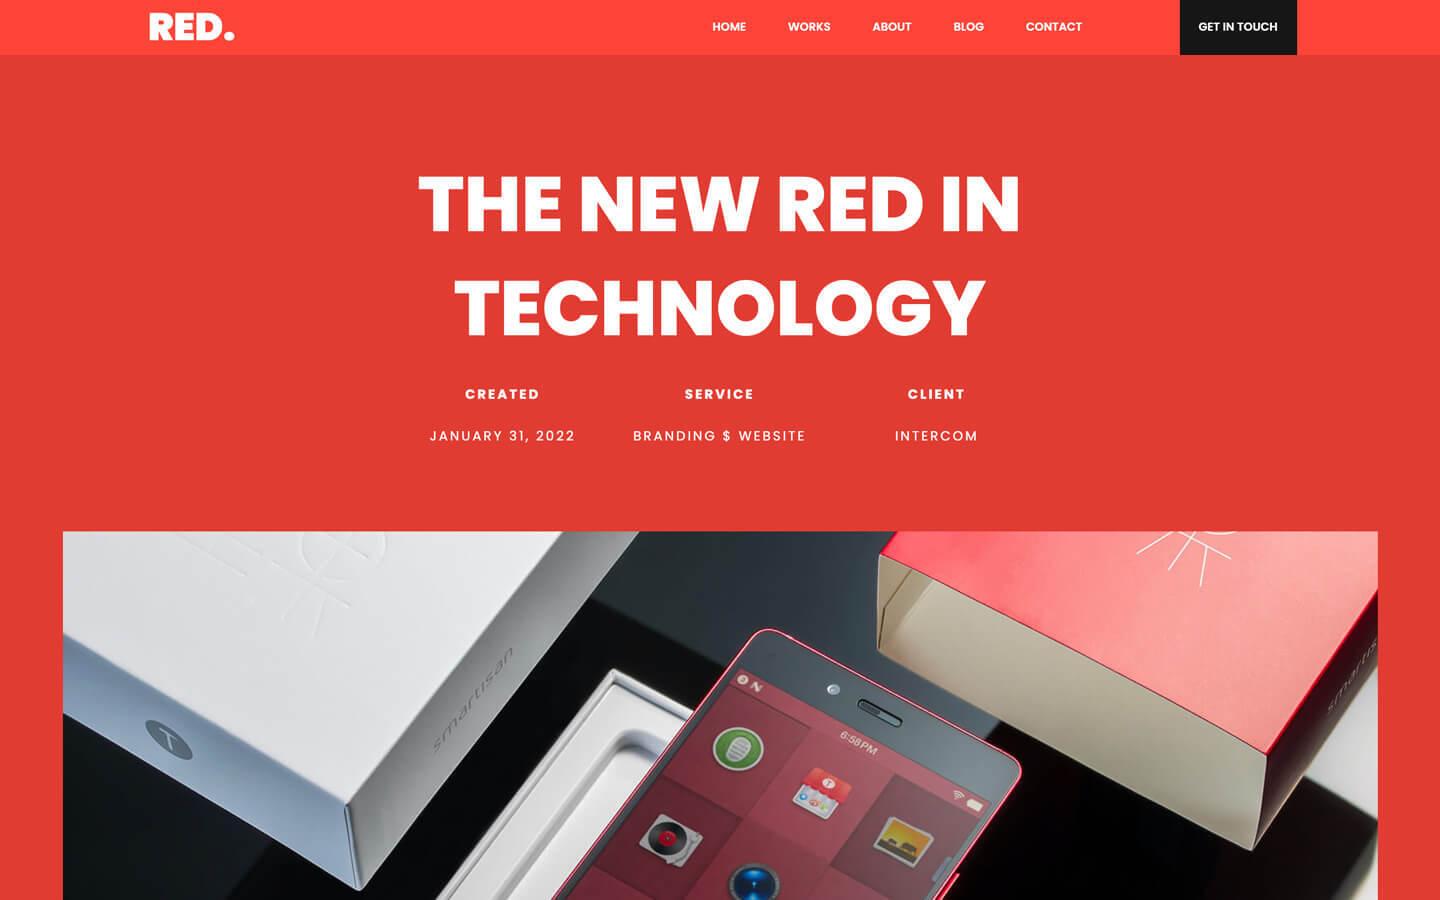 RED.
HOME WORKS ABOUT BLOG CONTACT GET IN TOUCH
THE NEW RED IN
TECHNOLOGY
CREATED SERVICE CLIENT
JANUARY 31, 2022 BRANDING $ WEBSITE INTERCOM
smartisan
smartisan
T
N
6:58PM
T